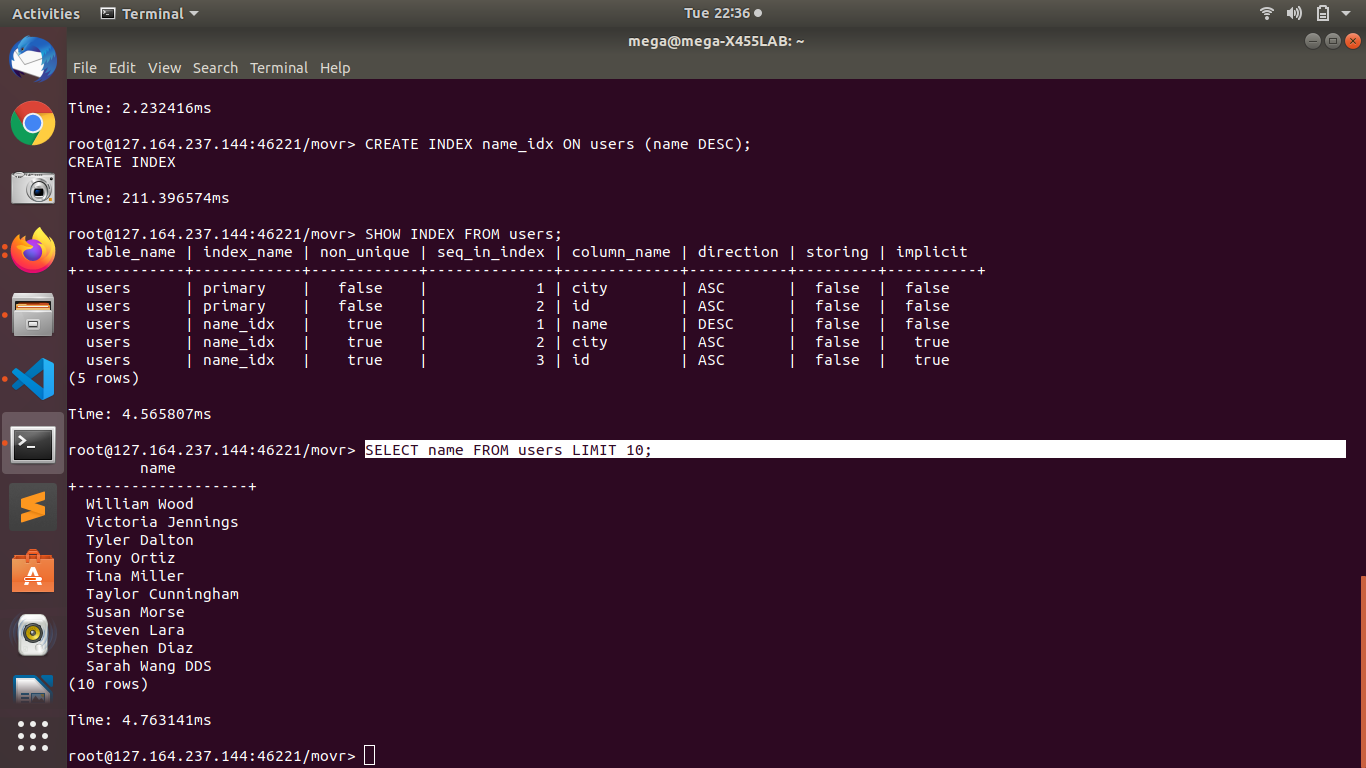 Activities Terminal Tue 22:36
mega@mega-X455LAB: ~
File Edit View Search Terminal Help
Time: 2.232416ms
root@127.164.237.144:46221/movr> CREATE INDEX name_idx ON users (name DESC);
CREATE INDEX
Time: 211.396574ms
root@127.164.237.144:46221/movr> SHOW INDEX FROM users;
  table_name | index_name | non_unique | seq_in_index | column_name | direction | storing | implicit
+------------+------------+------------+--------------+-------------+-----------+---------+----------+
  users      | primary    |   false    |            1 | city        | ASC       |  false  |  false
  users      | primary    |   false    |            2 | id          | ASC       |  false  |  false
  users      | name_idx   |    true    |            1 | name        | DESC      |  false  |  false
  users      | name_idx   |    true    |            2 | city        | ASC       |  false  |   true
  users      | name_idx   |    true    |            3 | id          | ASC       |  false  |   true
(5 rows)
Time: 4.565807ms
root@127.164.237.144:46221/movr> SELECT name FROM users LIMIT 10;
        name
+-------------------+
  William Wood
  Victoria Jennings
  Tyler Dalton
  Tony Ortiz
  Tina Miller
  Taylor Cunningham
  Susan Morse
  Steven Lara
  Stephen Diaz
  Sarah Wang DDS
(10 rows)
Time: 4.763141ms
root@127.164.237.144:46221/movr>